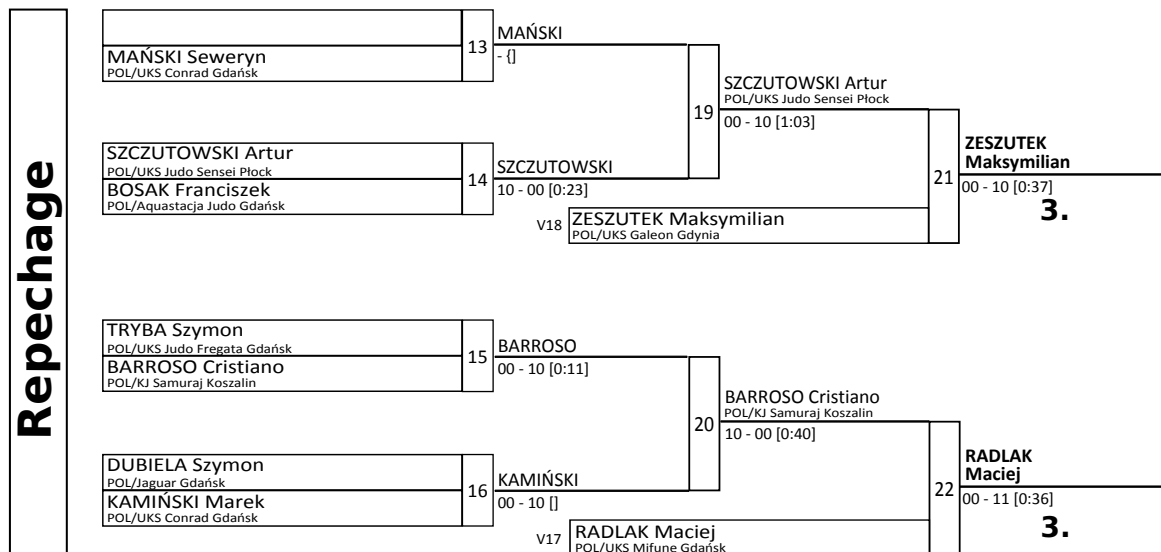 Repechage
MAŃSKI Seweryn
POL/UKS Conrad Gdańsk
13
MAŃSKI
- {]
SZCZUTOWSKI Artur
POL/UKS Judo Sensei Płock
BOSAK Franciszek
POL/Aquastacja Judo Gdańsk
14
SZCZUTOWSKI
10 - 00 [0:23]
19
SZCZUTOWSKI Artur
POL/UKS Judo Sensei Płock
00 - 10 [1:03]
V18
ZESZUTEK Maksymilian
POL/UKS Galeon Gdynia
21
ZESZUTEK
Maksymilian
00 - 10 [0:37]
3.
TRYBA Szymon
POL/UKS Judo Fregata Gdańsk
BARROSO Cristiano
POL/KJ Samuraj Koszalin
15
BARROSO
00 - 10 [0:11]
DUBIELA Szymon
POL/Jaguar Gdańsk
KAMIŃSKI Marek
POL/UKS Conrad Gdańsk
16
KAMIŃSKI
00 - 10 []
20
BARROSO Cristiano
POL/KJ Samuraj Koszalin
10 - 00 [0:40]
V17
RADLAK Maciej
POL/UKS Mifune Gdańsk
22
RADLAK
Maciej
00 - 11 [0:36]
3.